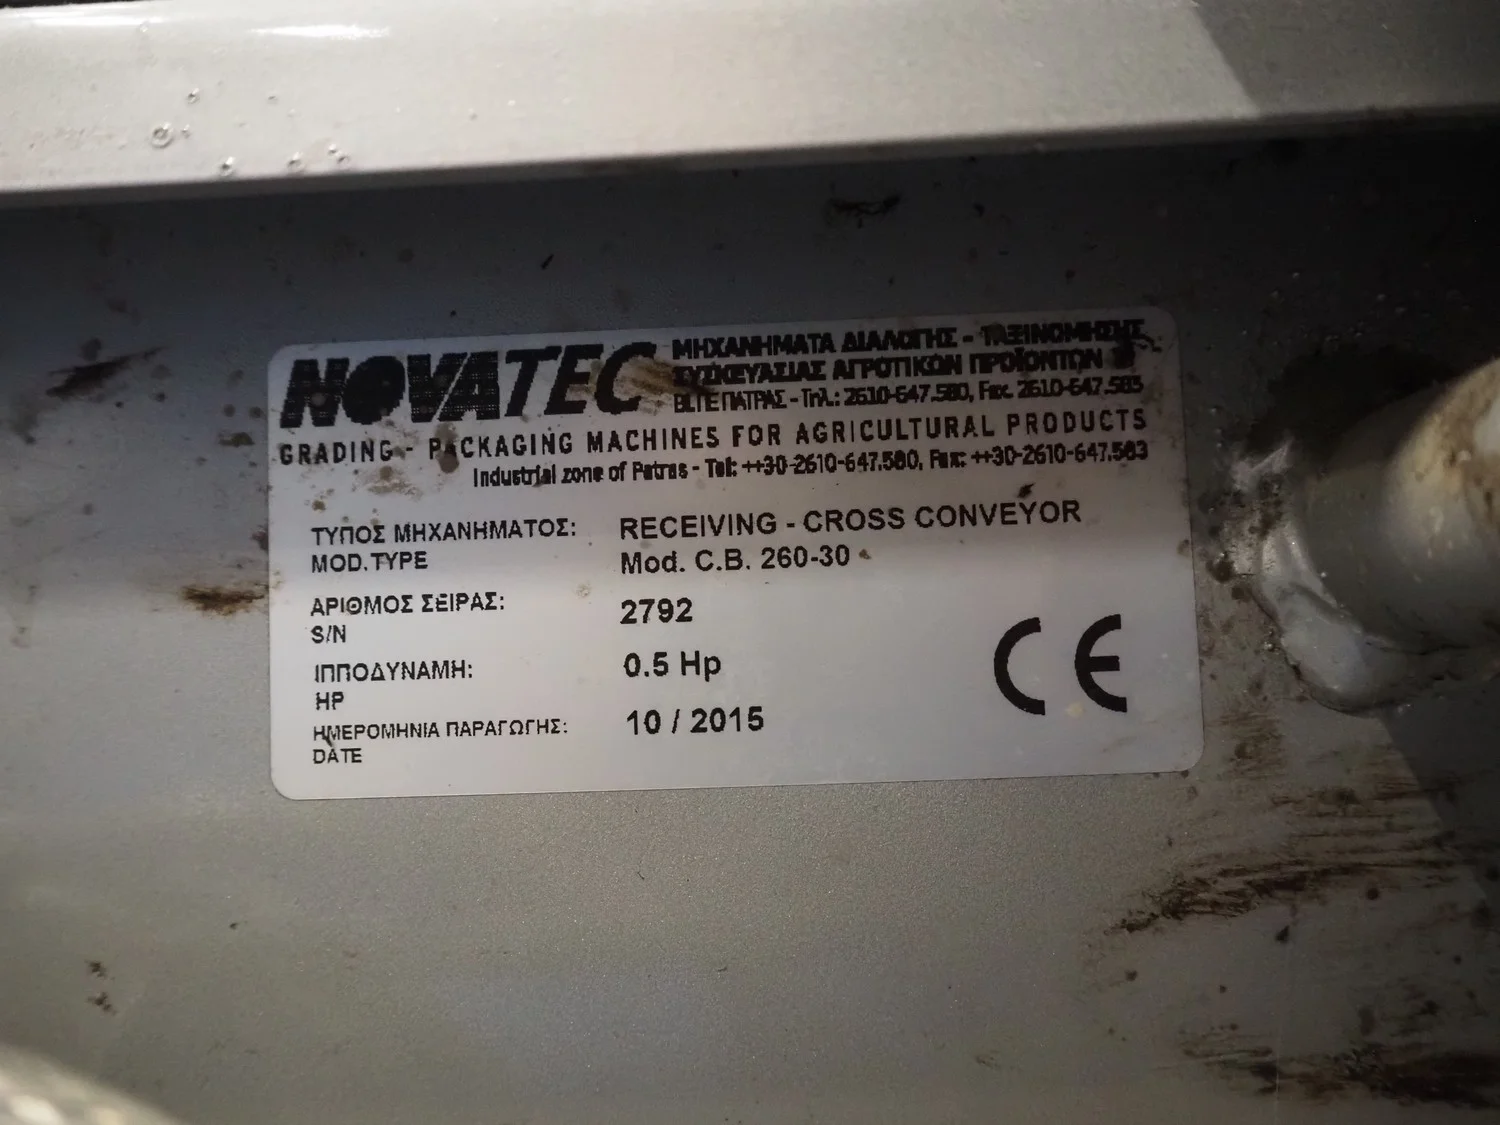 NOVATEC
ΜΗΧΑΝΗΜΑΤΑ ΔΙΑΛΟΓΗΣ - ΤΑΞΙΝΟΜΗΣΗΣ
ΣΥΣΚΕΥΑΣΙΑΣ ΑΓΡΟΤΙΚΩΝ ΠΡΟΪΟΝΤΩΝ
ΒΙ.ΠΕ ΠΑΤΡΑΣ - Τηλ.: 2610-647.580, Fax. 2610-647.583
GRADING - PACKAGING MACHINES FOR AGRICULTURAL PRODUCTS
Industrial zone of Patras - Tel: ++30-2610-647.580, Fax: ++30-2610-647.583
ΤΥΠΟΣ ΜΗΧΑΝΗΜΑΤΟΣ: RECEIVING - CROSS CONVEYOR
MOD.TYPE Mod. C.B. 260-30
ΑΡΙΘΜΟΣ ΣΕΙΡΑΣ: 2792
S/N
ΙΠΠΟΔΥΝΑΜΗ: 0.5 Hp
HP
ΗΜΕΡΟΜΗΝΙΑ ΠΑΡΑΓΩΓΗΣ: 10 / 2015
DATE
CE